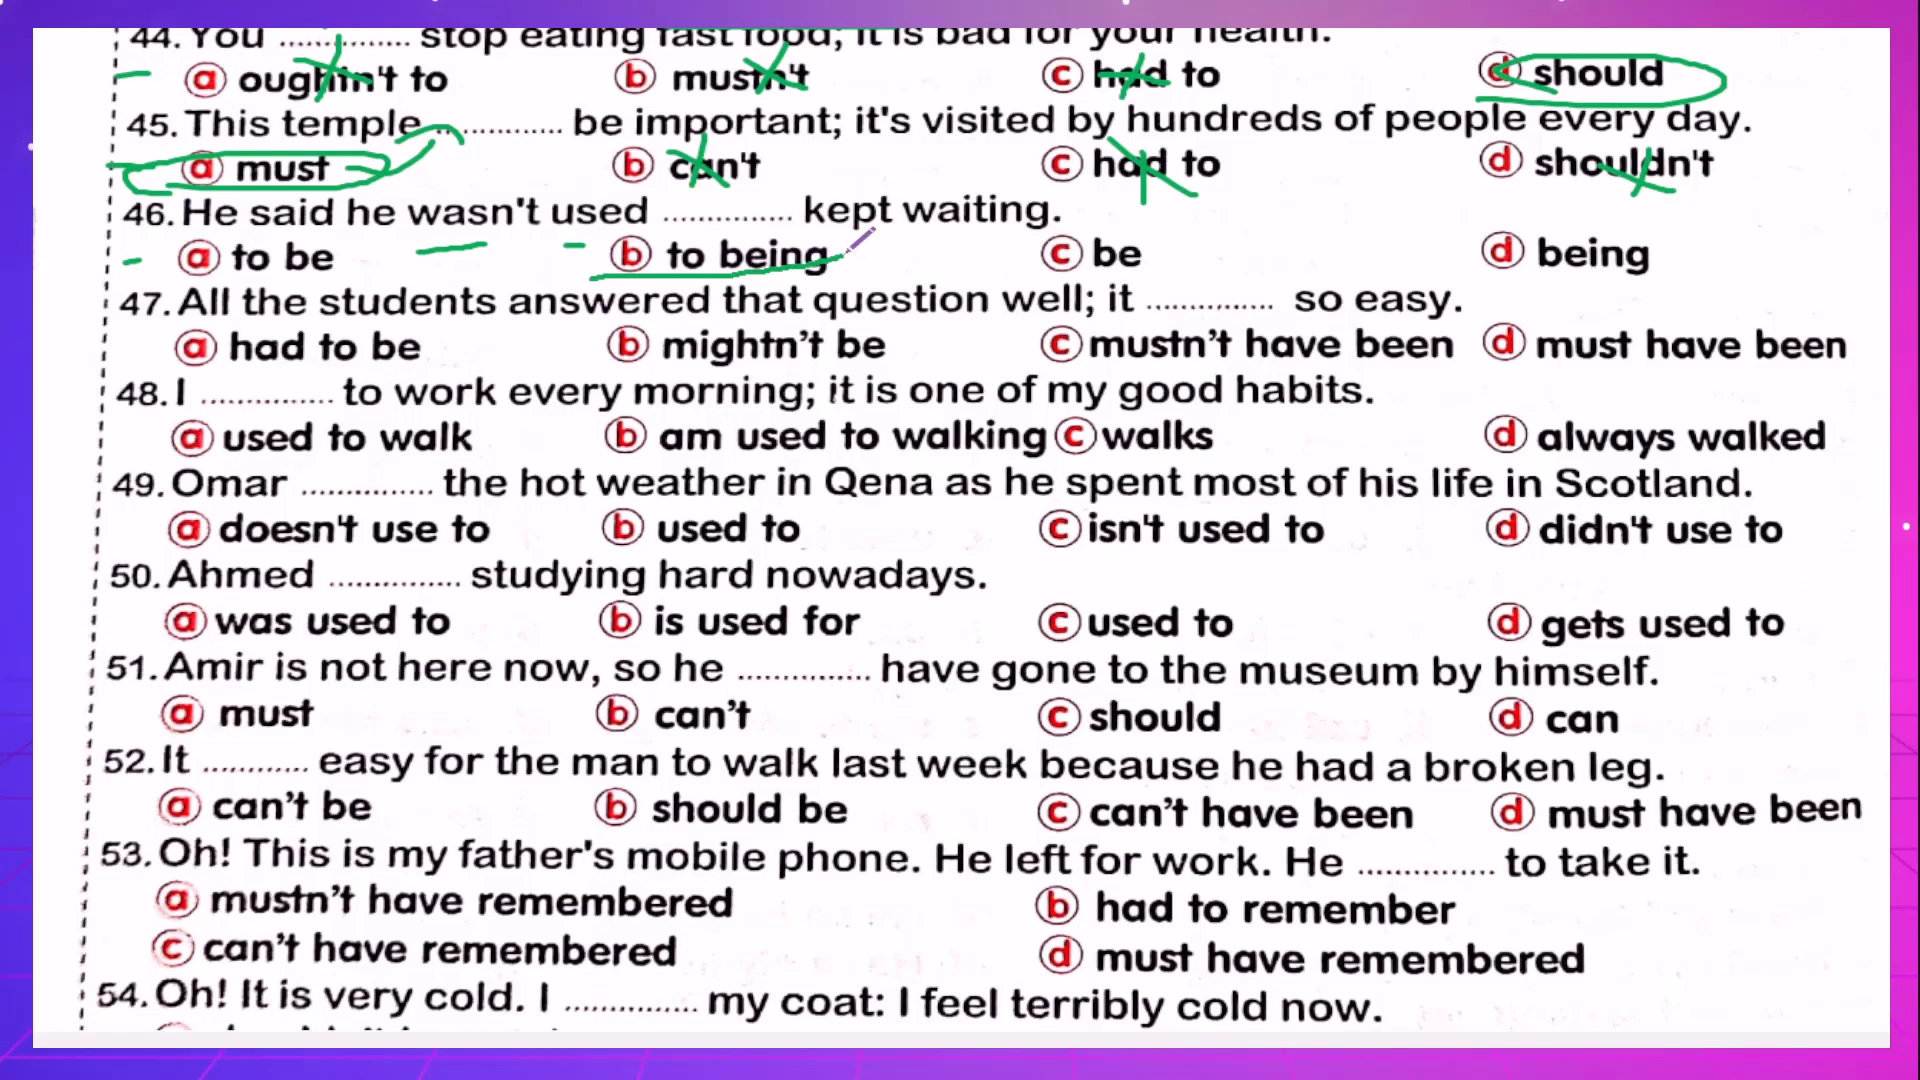 44. You .............. stop eating fast food; it is bad for your health.
a oughtn't to b mustn't c had to d should
45. This temple .............. be important; it's visited by hundreds of people every day.
a must b can't c had to d shouldn't
46. He said he wasn't used .............. kept waiting.
a to be b to being c be d being
47. All the students answered that question well; it .............. so easy.
a had to be b mightn't be c mustn't have been d must have been
48. I .............. to work every morning; it is one of my good habits.
a used to walk b am used to walking c walks d always walked
49. Omar .............. the hot weather in Qena as he spent most of his life in Scotland.
a doesn't use to b used to c isn't used to d didn't use to
50. Ahmed .............. studying hard nowadays.
a was used to b is used for c used to d gets used to
51. Amir is not here now, so he .............. have gone to the museum by himself.
a must b can't c should d can
52. It ........... easy for the man to walk last week because he had a broken leg.
a can't be b should be c can't have been d must have been
53. Oh! This is my father's mobile phone. He left for work. He .............. to take it.
a mustn't have remembered b had to remember
c can't have remembered d must have remembered
54. Oh! It is very cold. I .............. my coat: I feel terribly cold now.